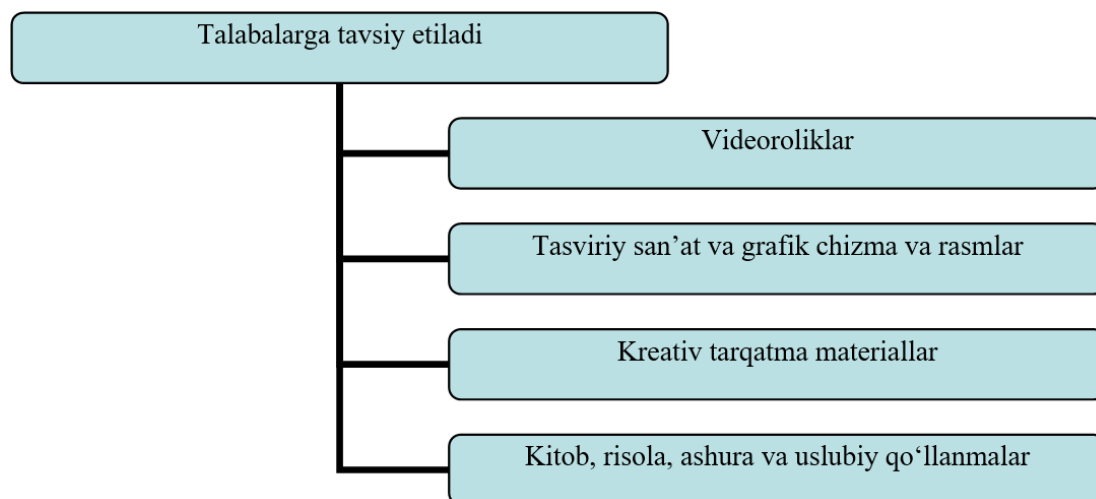 Talabalarga tavsiy etiladi
Videoroliklar
Tasviriy san’at va grafik chizma va rasmlar
Kreativ tarqatma materiallar
Kitob, risola, ashura va uslubiy qo‘llanmalar